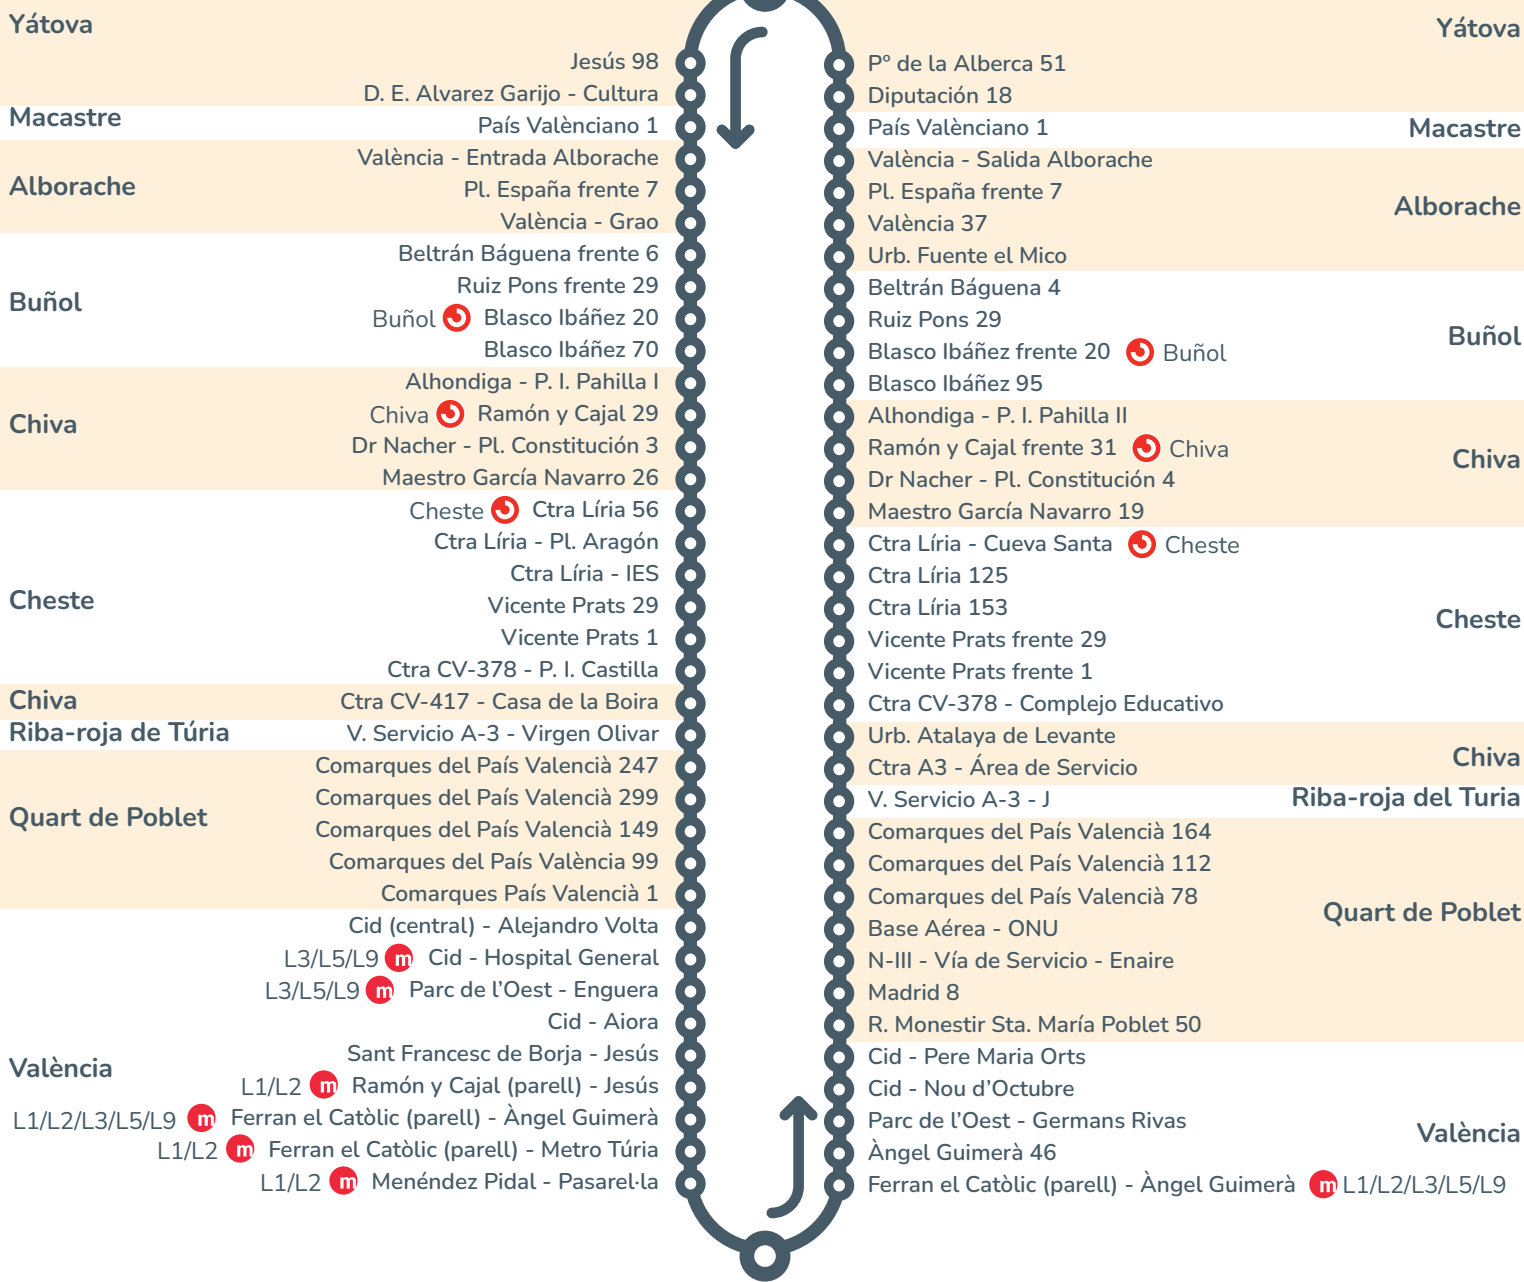 Yátova
Jesús 98
D. E. Alvarez Garijo - Cultura
Macastre
País Valènciano 1
València - Entrada Alborache
Alborache
Pl. España frente 7
València - Grao
Beltrán Báguena frente 6
Ruiz Pons frente 29
Buñol
Buñol Blasco Ibáñez 20
Blasco Ibáñez 70
Alhondiga - P. I. Pahilla I
Chiva
Chiva Ramón y Cajal 29
Dr Nacher - Pl. Constitución 3
Maestro García Navarro 26
Cheste Ctra Líria 56
Ctra Líria - Pl. Aragón
Ctra Líria - IES
Cheste
Vicente Prats 29
Vicente Prats 1
Ctra CV-378 - P. I. Castilla
Chiva
Ctra CV-417 - Casa de la Boira
Riba-roja de Túria
V. Servicio A-3 - Virgen Olivar
Comarques del País Valencià 247
Comarques del País Valencià 299
Quart de Poblet
Comarques del País Valencià 149
Comarques del País València 99
Comarques País Valencià 1
Cid (central) - Alejandro Volta
L3/L5/L9 m Cid - Hospital General
L3/L5/L9 m Parc de l’Oest - Enguera
Cid - Aiora
Sant Francesc de Borja - Jesús
València
L1/L2 m Ramón y Cajal (parell) - Jesús
L1/L2/L3/L5/L9 m Ferran el Catòlic (parell) - Àngel Guimerà
L1/L2 m Ferran el Catòlic (parell) - Metro Túria
L1/L2 m Menéndez Pidal - Pasarel·la
Yátova
Pº de la Alberca 51
Diputación 18
País Valènciano 1
Macastre
València - Salida Alborache
Pl. España frente 7
Alborache
València 37
Urb. Fuente el Mico
Beltrán Báguena 4
Ruiz Pons 29
Buñol
Blasco Ibáñez frente 20 Buñol
Blasco Ibáñez 95
Alhondiga - P. I. Pahilla II
Ramón y Cajal frente 31 Chiva
Chiva
Dr Nacher - Pl. Constitución 4
Maestro García Navarro 19
Ctra Líria - Cueva Santa Cheste
Ctra Líria 125
Ctra Líria 153
Cheste
Vicente Prats frente 29
Vicente Prats frente 1
Ctra CV-378 - Complejo Educativo
Urb. Atalaya de Levante
Chiva
Ctra A3 - Área de Servicio
V. Servicio A-3 - J
Riba-roja del Turia
Comarques del País Valencià 164
Comarques del País Valencià 112
Comarques del País Valencià 78
Quart de Poblet
Base Aérea - ONU
N-III - Vía de Servicio - Enaire
Madrid 8
R. Monestir Sta. María Poblet 50
Cid - Pere Maria Orts
Cid - Nou d’Octubre
Parc de l’Oest - Germans Rivas
València
Àngel Guimerà 46
Ferran el Catòlic (parell) - Àngel Guimerà m L1/L2/L3/L5/L9